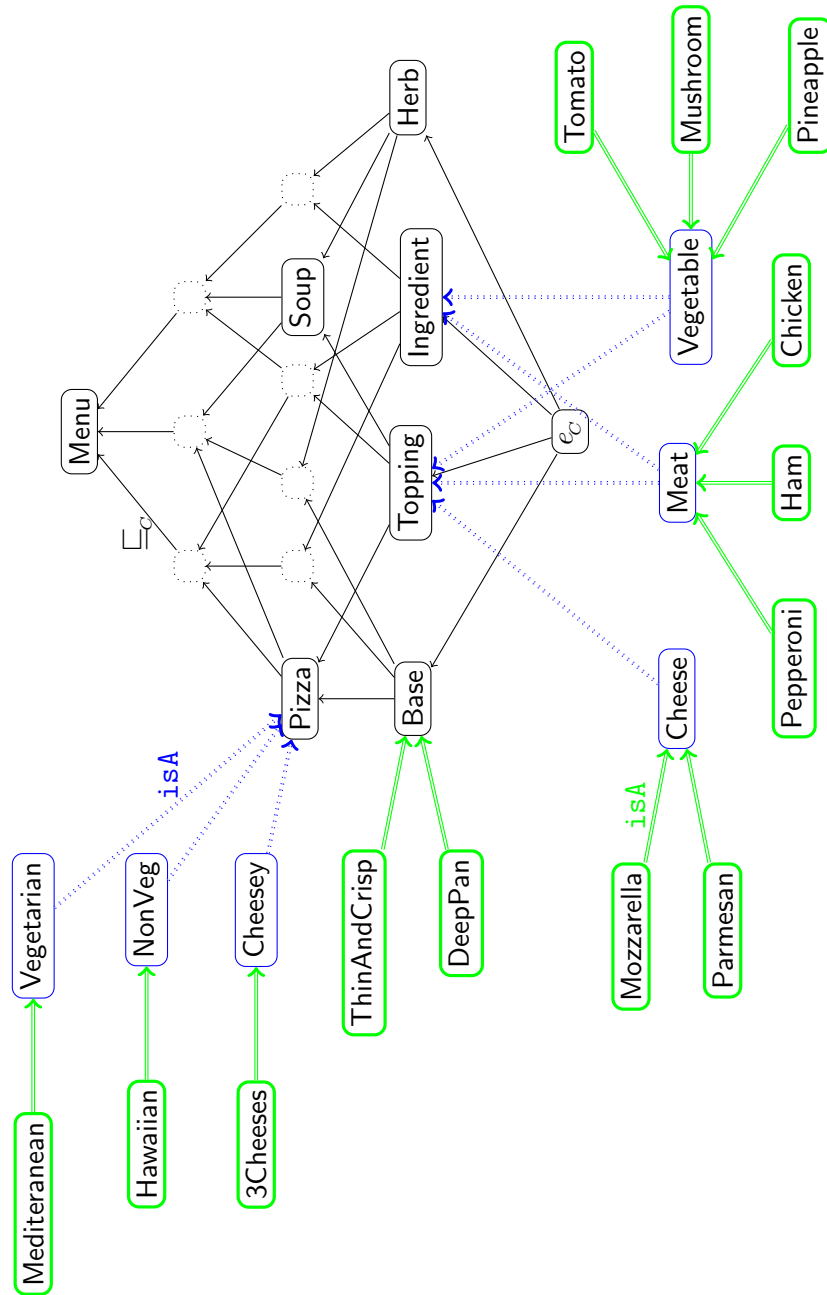 Menu
⊑C
Herb
Soup
Pizza
isA
Ingredient
Topping
Base
eC
Vegetarian
NonVeg
Cheesey
Mediteranean
Hawaiian
3Cheeses
ThinAndCrisp
DeepPan
Tomato
Mushroom
Pineapple
Vegetable
Meat
Cheese
Chicken
Ham
Pepperoni
isA
Mozzarella
Parmesan